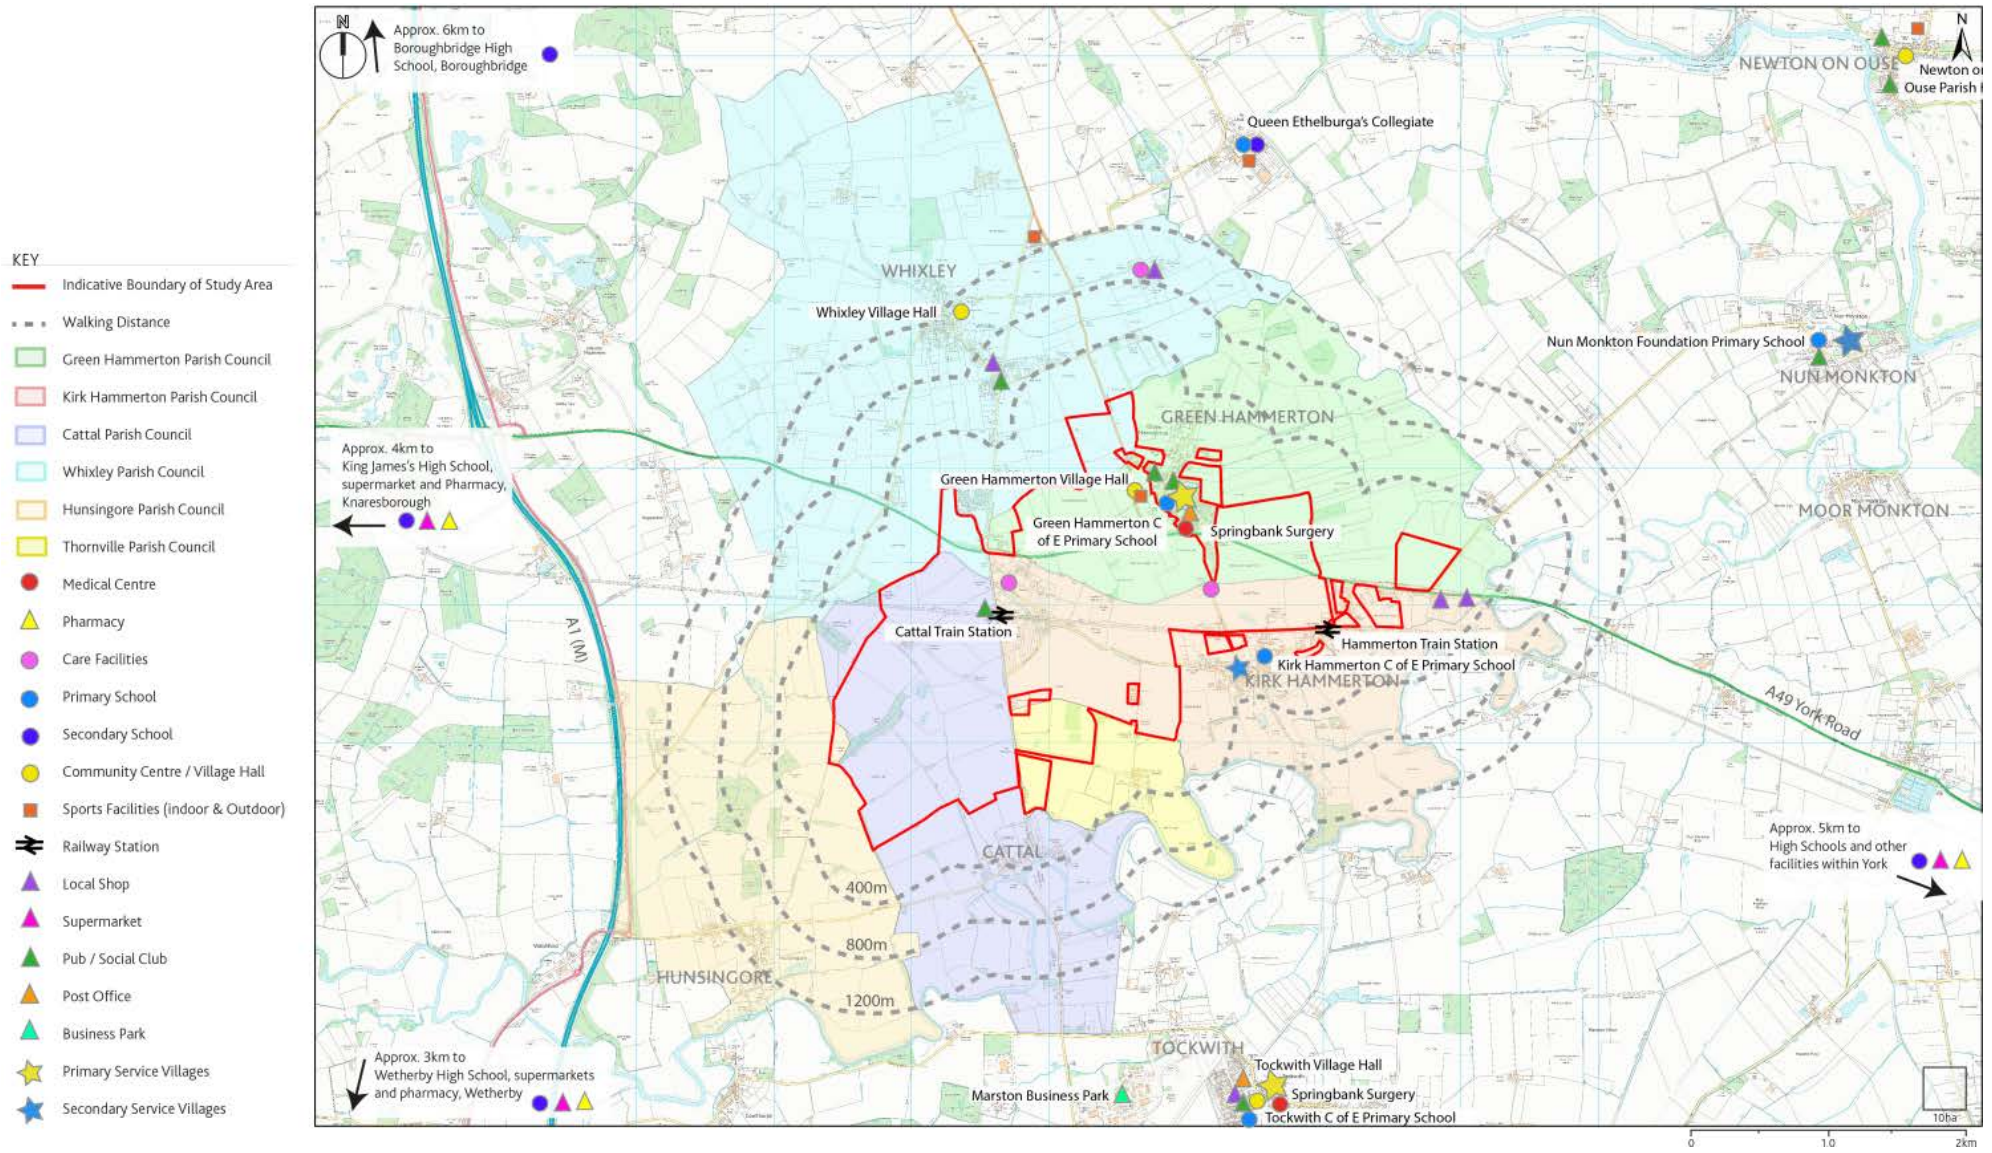 N
Approx. 6km to
Boroughbridge High
School, Boroughbridge
N
NEWTON ON OUSE
Newton o
Ouse Parish
Queen Ethelburga's Collegiate
KEY
Indicative Boundary of Study Area
Walking Distance
Green Hammerton Parish Council
Kirk Hammerton Parish Council
Cattal Parish Council
Whixley Parish Council
Hunsingore Parish Council
Thornville Parish Council
Medical Centre
Pharmacy
Care Facilities
Primary School
Secondary School
Community Centre / Village Hall
Sports Facilities (indoor & Outdoor)
Railway Station
Local Shop
Supermarket
Pub / Social Club
Post Office
Business Park
Primary Service Villages
Secondary Service Villages
WHIXLEY
Whixley Village Hall
Nun Monkton Foundation Primary School
NUN MONKTON
GREEN HAMMERTON
Approx. 4km to
King James's High School,
supermarket and Pharmacy,
Knaresborough
Green Hammerton Village Hall
Green Hammerton C
of E Primary School
Springbank Surgery
MOOR MONKTON
A1 (M)
Cattal Train Station
Hammerton Train Station
Kirk Hammerton C of E Primary School
KIRK HAMMERTON
A49 York Road
Approx. 5km to
High Schools and other
facilities within York
CATTAL
400m
800m
1200m
HUNSINGORE
Approx. 3km to
Wetherby High School, supermarkets
and pharmacy, Wetherby
TOCKWITH
Tockwith Village Hall
Marston Business Park
Springbank Surgery
Tockwith C of E Primary School
10ha
0 1.0 2km